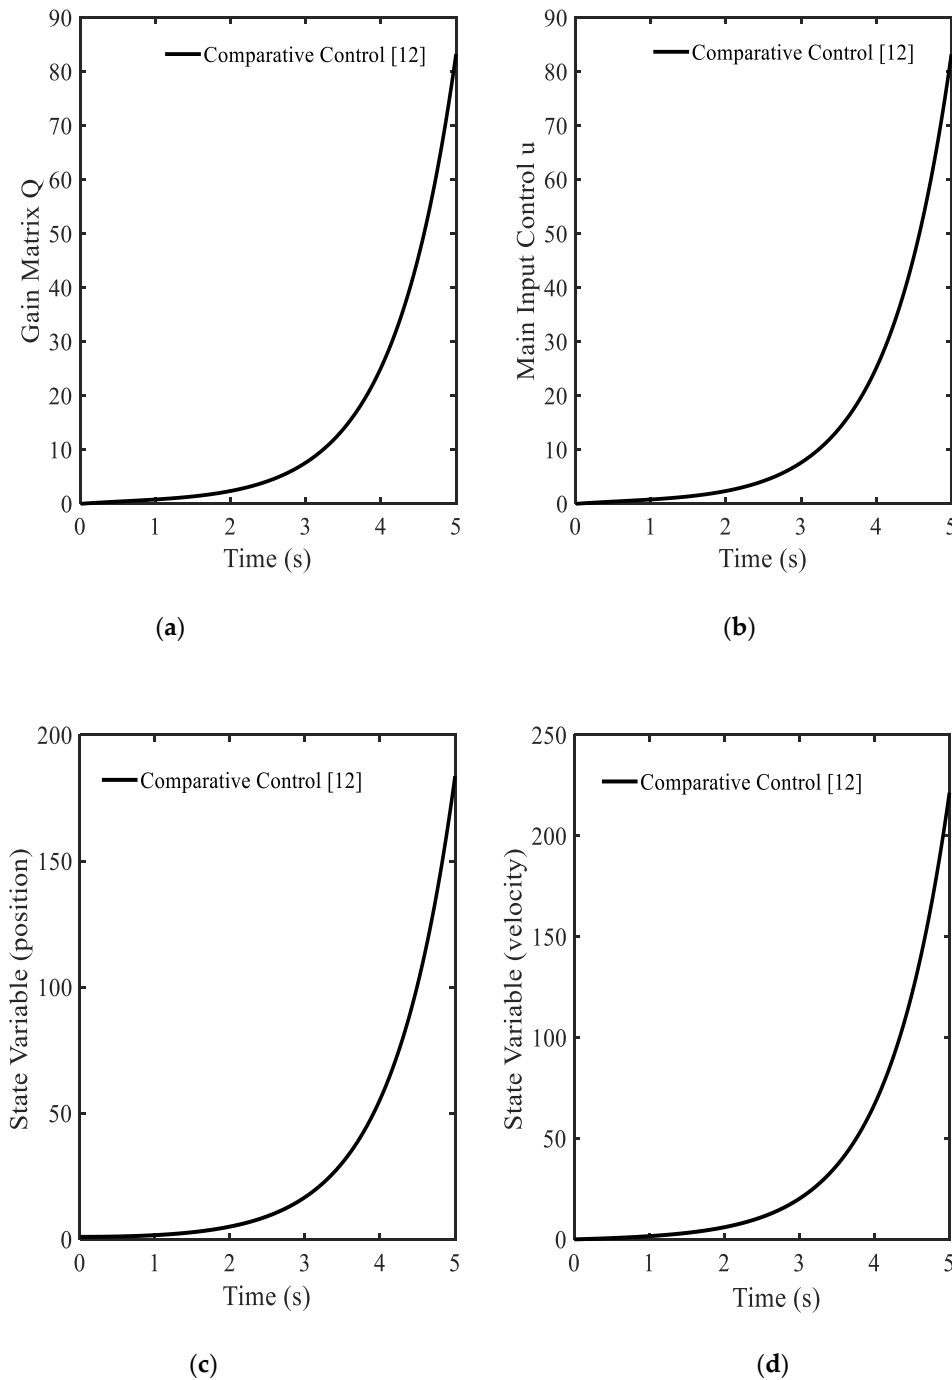 90
80
70
60
50
40
30
20
10
0
Gain Matrix Q
Comparative Control [12]
0 1 2 3 4 5
Time (s)
(a)
90
80
70
60
50
40
30
20
10
0
Main Input Control u
Comparative Control [12]
0 1 2 3 4 5
Time (s)
(b)
200
150
100
50
0
State Variable (position)
Comparative Control [12]
0 1 2 3 4 5
Time (s)
(c)
250
200
150
100
50
0
State Variable (velocity)
Comparative Control [12]
0 1 2 3 4 5
Time (s)
(d)